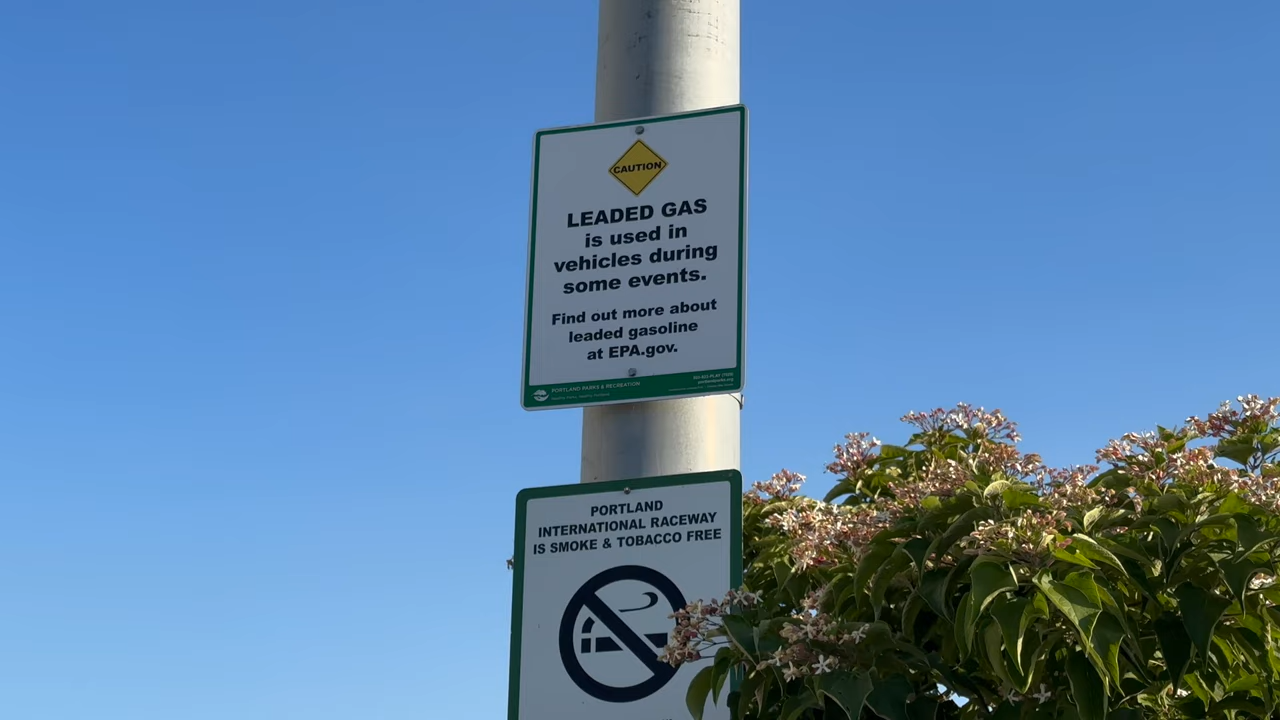 CAUTION
LEADED GAS
is used in
vehicles during
some events.
Find out more about
leaded gasoline
at EPA.gov.
PORTLAND PARKS & RECREATION
PORTLAND
INTERNATIONAL RACEWAY
IS SMOKE & TOBACCO FREE